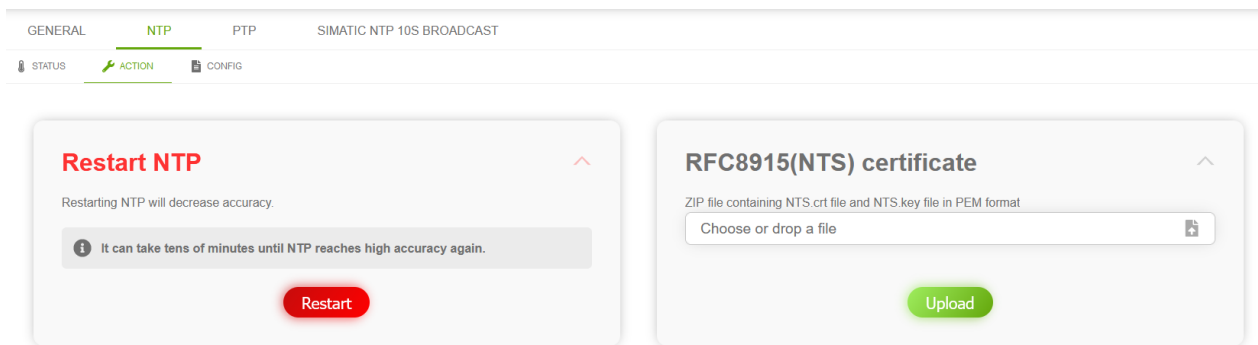 GENERAL NTP PTP SIMATIC NTP 10S BROADCAST
STATUS ACTION CONFIG
Restart NTP
Restarting NTP will decrease accuracy.
It can take tens of minutes until NTP reaches high accuracy again.
Restart
RFC8915(NTS) certificate
ZIP file containing NTS.crt file and NTS.key file in PEM format
Choose or drop a file
Upload